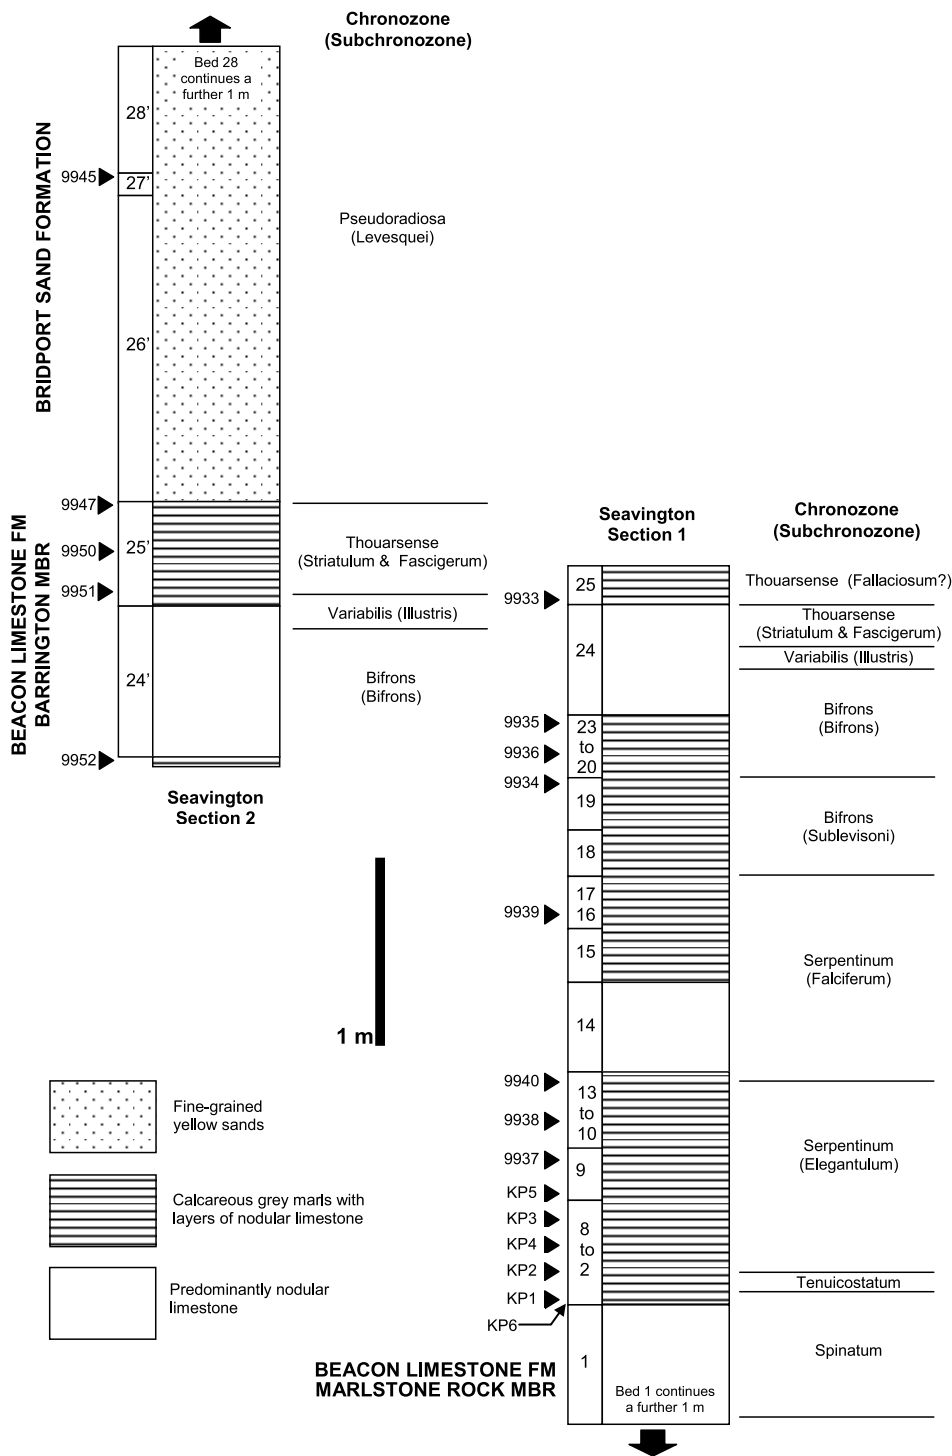 Chronozone
(Subchronozone)
Bed 28
continues a
further 1 m
28'
9945
27'
BRIDPORT SAND FORMATION
Pseudoradiosa
(Levesquei)
26'
9947
9950
25'
9951
Thouarsense
(Striatulum & Fascigerum)
Variabilis (Illustris)
BEACON LIMESTONE FM
BARRINGTON MBR
24'
Bifrons
(Bifrons)
9952
Seavington
Section 2
1 m
Fine-grained
yellow sands
Calcareous grey marls with
layers of nodular limestone
Predominantly nodular
limestone
Seavington
Section 1
Chronozone
(Subchronozone)
25
Thouarsense (Fallaciosum?)
9933
Thouarsense
(Striatulum & Fascigerum)
24
Variabilis (Illustris)
Bifrons
(Bifrons)
9935
23
to
20
9936
9934
19
Bifrons
(Sublevisoni)
18
17
16
9939
15
Serpentinum
(Falciferum)
14
9940
13
to
10
9938
Serpentinum
(Elegantulum)
9937
9
KP5
KP3
8
to
2
KP4
KP2
Tenuicostatum
KP1
KP6
1
Spinatum
BEACON LIMESTONE FM
MARLSTONE ROCK MBR
Bed 1 continues
a further 1 m